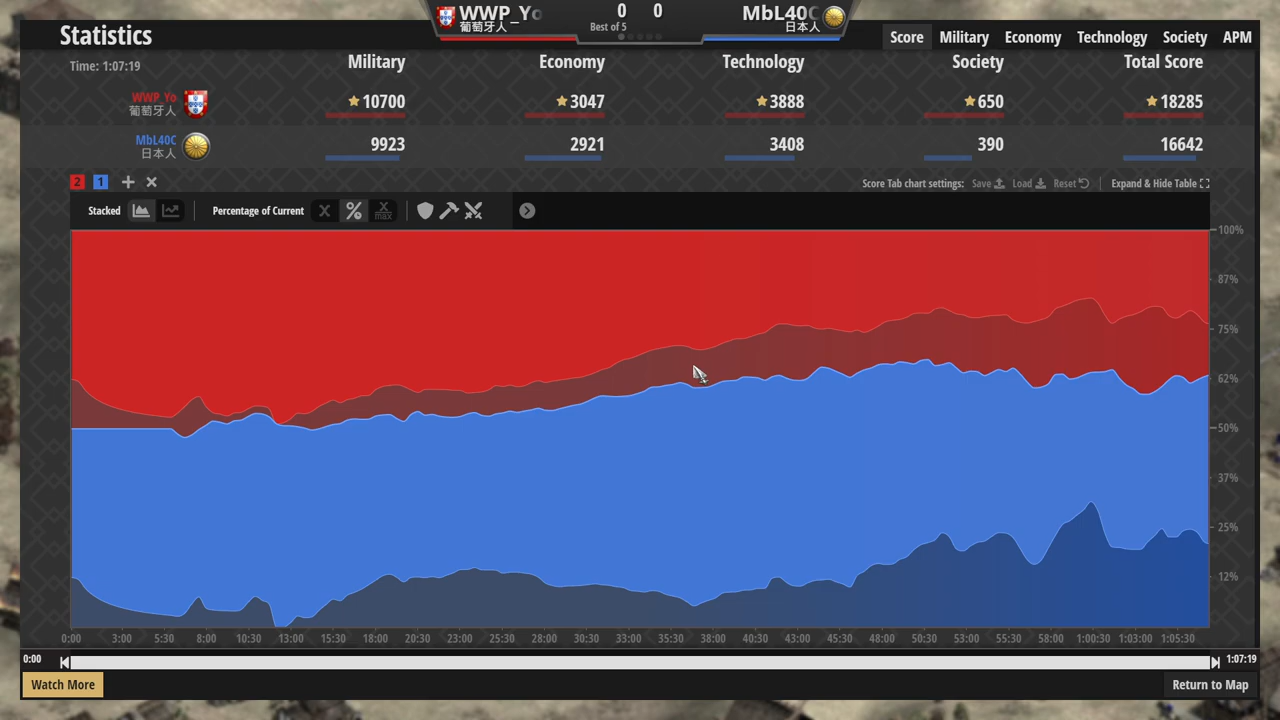 WWP_Yo
葡萄牙人
0 0
Best of 5
MbL40C
日本人
Statistics
Score Military Economy Technology Society APM
Time: 1:07:19
Military Economy Technology Society Total Score
WWP_Yo
葡萄牙人
10700 3047 3888 650 18285
MbL40C
日本人
9923 2921 3408 390 16642
2 1
Score Tab chart settings: Save Load Reset Expand & Hide Table
Stacked Percentage of Current X % X max
100%
87%
75%
62%
50%
37%
25%
12%
0:00 3:00 5:30 8:00 10:30 13:00 15:30 18:00 20:30 23:00 25:30 28:00 30:30 33:00 35:30 38:00 40:30 43:00 45:30 48:00 50:30 53:00 55:30 58:00 1:00:30 1:03:00 1:05:30
0:00 1:07:19
Watch More Return to Map